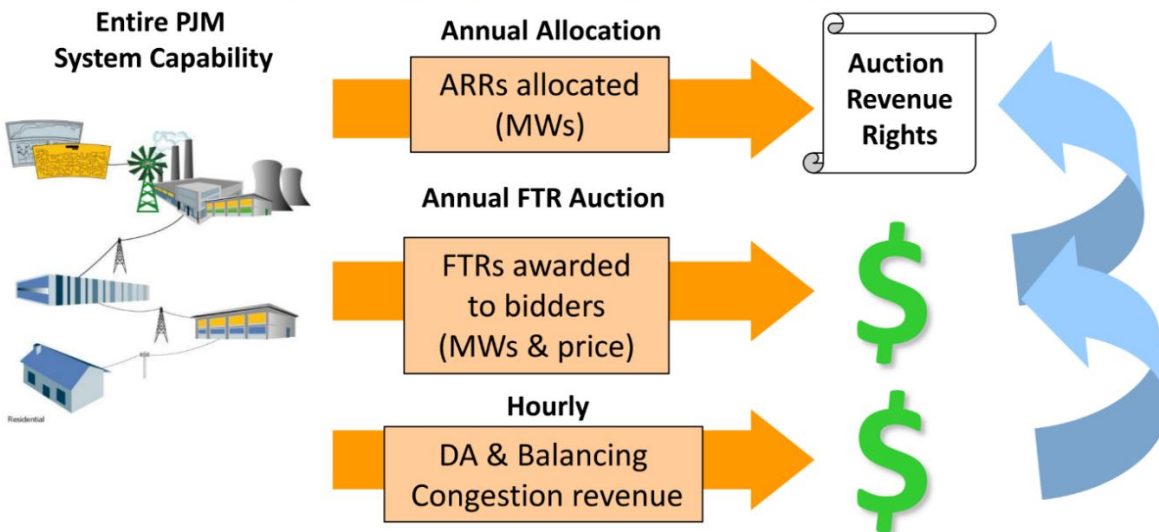 Entire PJM
System Capability
Residential
Annual Allocation
ARRs allocated
(MWs)
Auction
Revenue
Rights
Annual FTR Auction
FTRs awarded
to bidders
(MWs & price)
$
Hourly
DA & Balancing
Congestion revenue
$